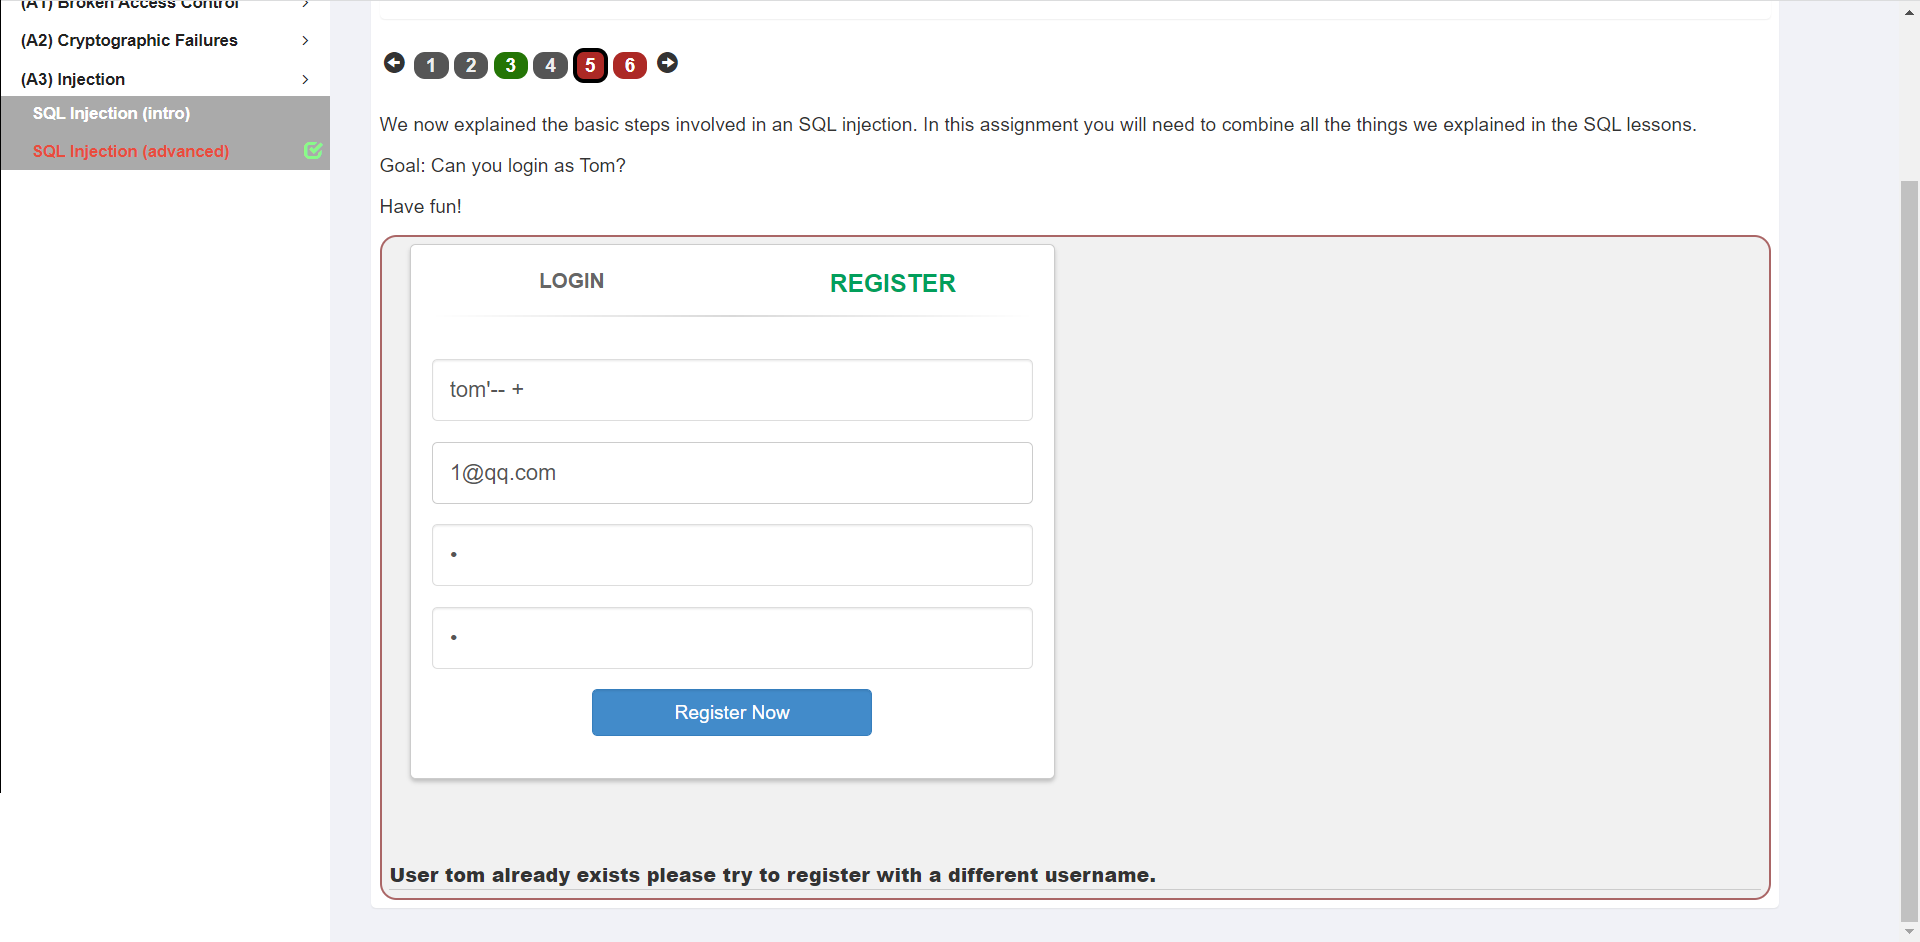 (A1) Broken Access Control
(A2) Cryptographic Failures
(A3) Injection
SQL Injection (intro)
SQL Injection (advanced)
1 2 3 4 5 6
We now explained the basic steps involved in an SQL injection. In this assignment you will need to combine all the things we explained in the SQL lessons.
Goal: Can you login as Tom?
Have fun!
LOGIN REGISTER
tom'-- +
1@qq.com
•
•
Register Now
User tom already exists please try to register with a different username.